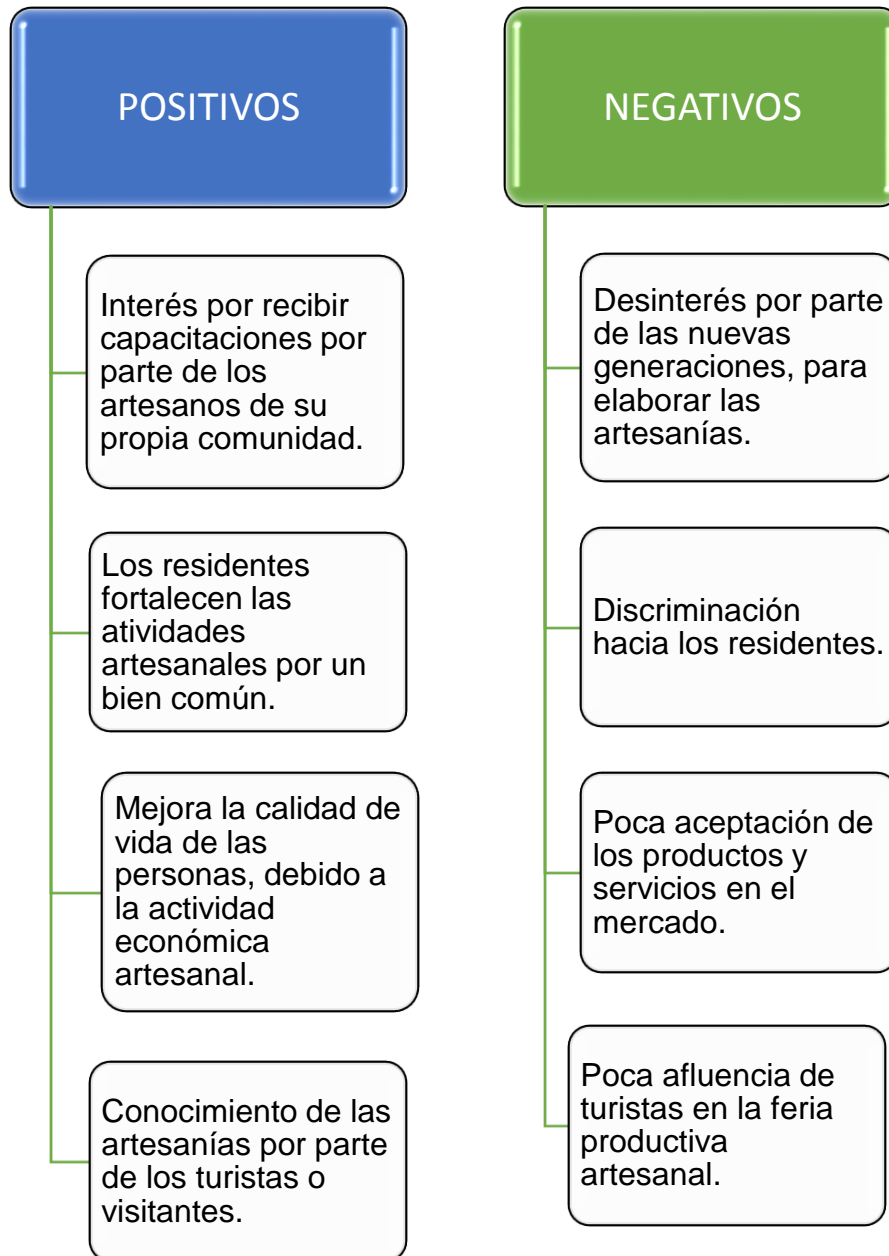 POSITIVOS
Interés por recibir
capacitaciones por
parte de los
artesanos de su
propia comunidad.
Los residentes
fortalecen las
atividades
artesanales por un
bien común.
Mejora la calidad de
vida de las
personas, debido a
la actividad
económica
artesanal.
Conocimiento de las
artesanías por parte
de los turistas o
visitantes.
NEGATIVOS
Desinterés por parte
de las nuevas
generaciones, para
elaborar las
artesanías.
Discriminación
hacia los residentes.
Poca aceptación de
los productos y
servicios en el
mercado.
Poca afluencia de
turistas en la feria
productiva
artesanal.